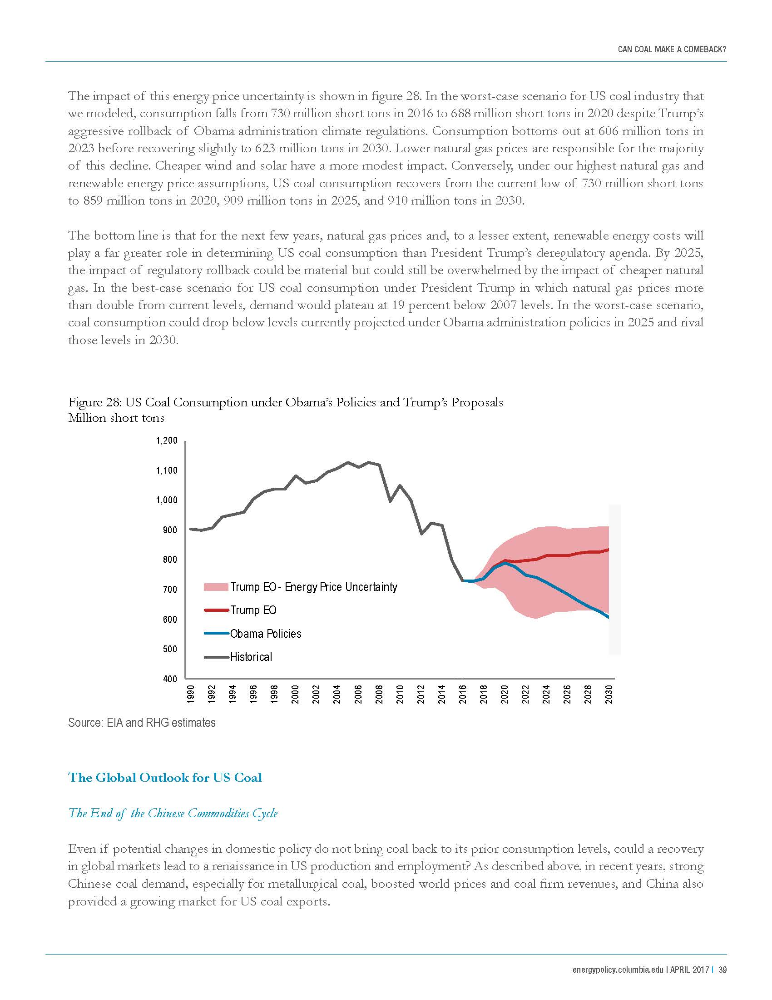 CAN COAL MAKE A COMEBACK?
The impact of this energy price uncertainty is shown in figure 28. In the worst-case scenario for US coal industry that
we modeled, consumption falls from 730 million short tons in 2016 to 688 million short tons in 2020 despite Trump's
aggressive rollback of Obama administration climate regulations. Consumption bottoms out at 606 million tons in
2023 before recovering slightly to 623 million tons in 2030. Lower natural gas prices are responsible for the majority
of this decline. Cheaper wind and solar have a more modest impact. Conversely, under our highest natural gas and
renewable energy price assumptions, US coal consumption recovers from the current low of 730 million short tons
to 859 million tons in 2020, 909 million tons in 2025, and 910 million tons in 2030.
The bottom line is that for the next few years, natural gas prices and, to a lesser extent, renewable energy costs will
play a far greater role in determining US coal consumption than President Trump's deregulatory agenda. By 2025,
the impact of regulatory rollback could be material but could still be overwhelmed by the impact of cheaper natural
gas. In the best-case scenario for US coal consumption under President Trump in which natural gas prices more
than double from current levels, demand would plateau at 19 percent below 2007 levels. In the worst-case scenario,
coal consumption could drop below levels currently projected under Obama administration policies in 2025 and rival
those levels in 2030.
Figure 28: US Coal Consumption under Obama's Policies and Trump's Proposals
Million short tons
1,200
1,100
1,000
900
800
700
600
500
400
Trump EO - Energy Price Uncertainty
Trump EO
Obama Policies
Historical
1990
1992
1994
1996
1998
2000
2002
2004
2006
2008
2010
2012
2014
2016
2018
2020
2022
2024
2026
2028
2030
Source: EIA and RHG estimates
The Global Outlook for US Coal
The End of the Chinese Commodities Cycle
Even if potential changes in domestic policy do not bring coal back to its prior consumption levels, could a recovery
in global markets lead to a renaissance in US production and employment? As described above, in recent years, strong
Chinese coal demand, especially for metallurgical coal, boosted world prices and coal firm revenues, and China also
provided a growing market for US coal exports.
energypolicy.columbia.edu | APRIL 2017 | 39